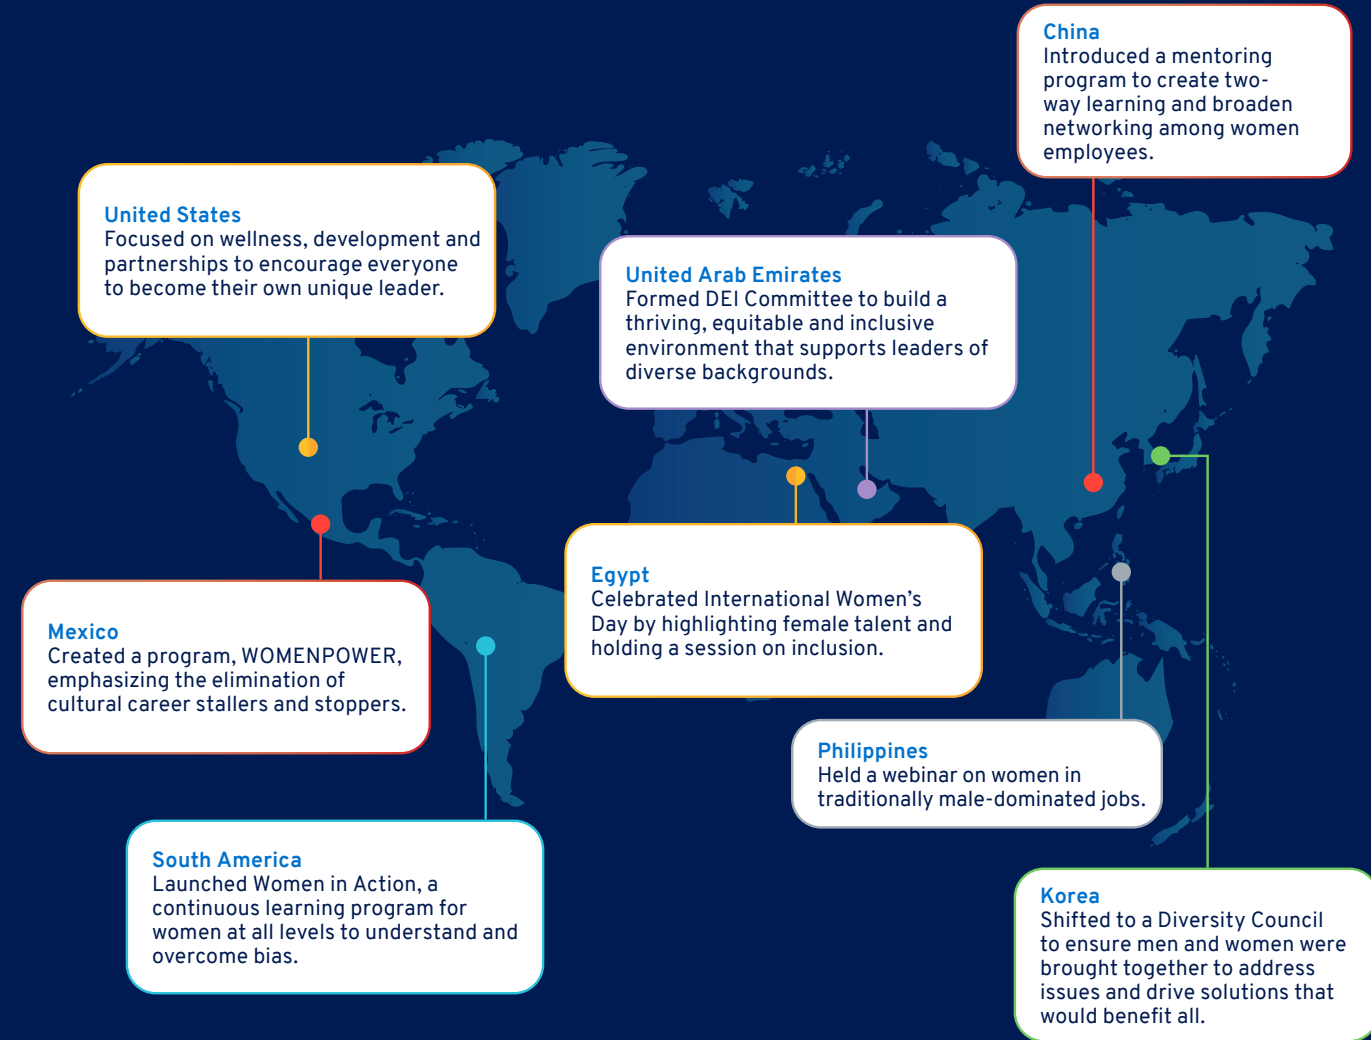 China
Introduced a mentoring
program to create two-
way learning and broaden
networking among women
employees.
United States
Focused on wellness, development and
partnerships to encourage everyone
to become their own unique leader.
United Arab Emirates
Formed DEI Committee to build a
thriving, equitable and inclusive
environment that supports leaders of
diverse backgrounds.
Egypt
Celebrated International Women’s
Day by highlighting female talent and
holding a session on inclusion.
Mexico
Created a program, WOMENPOWER,
emphasizing the elimination of
cultural career stallers and stoppers.
Philippines
Held a webinar on women in
traditionally male-dominated jobs.
South America
Launched Women in Action, a
continuous learning program for
women at all levels to understand and
overcome bias.
Korea
Shifted to a Diversity Council
to ensure men and women were
brought together to address
issues and drive solutions that
would benefit all.